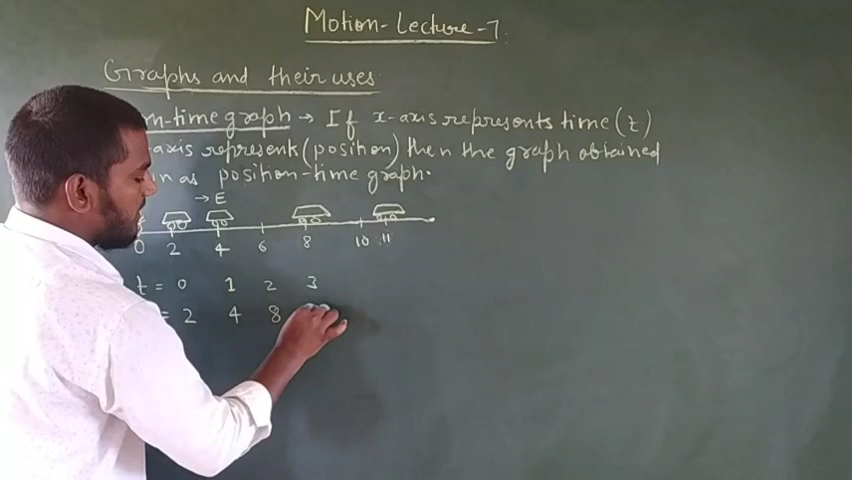 Motion-Lecture-7.
Graphs and their uses
n-time graph → If x-axis represents time (t)
axis represents (position) then the graph obtained
n as position-time graph.
→ E
0 2 4 6 8 10 11
t = 0 1 2 3
= 2 4 8